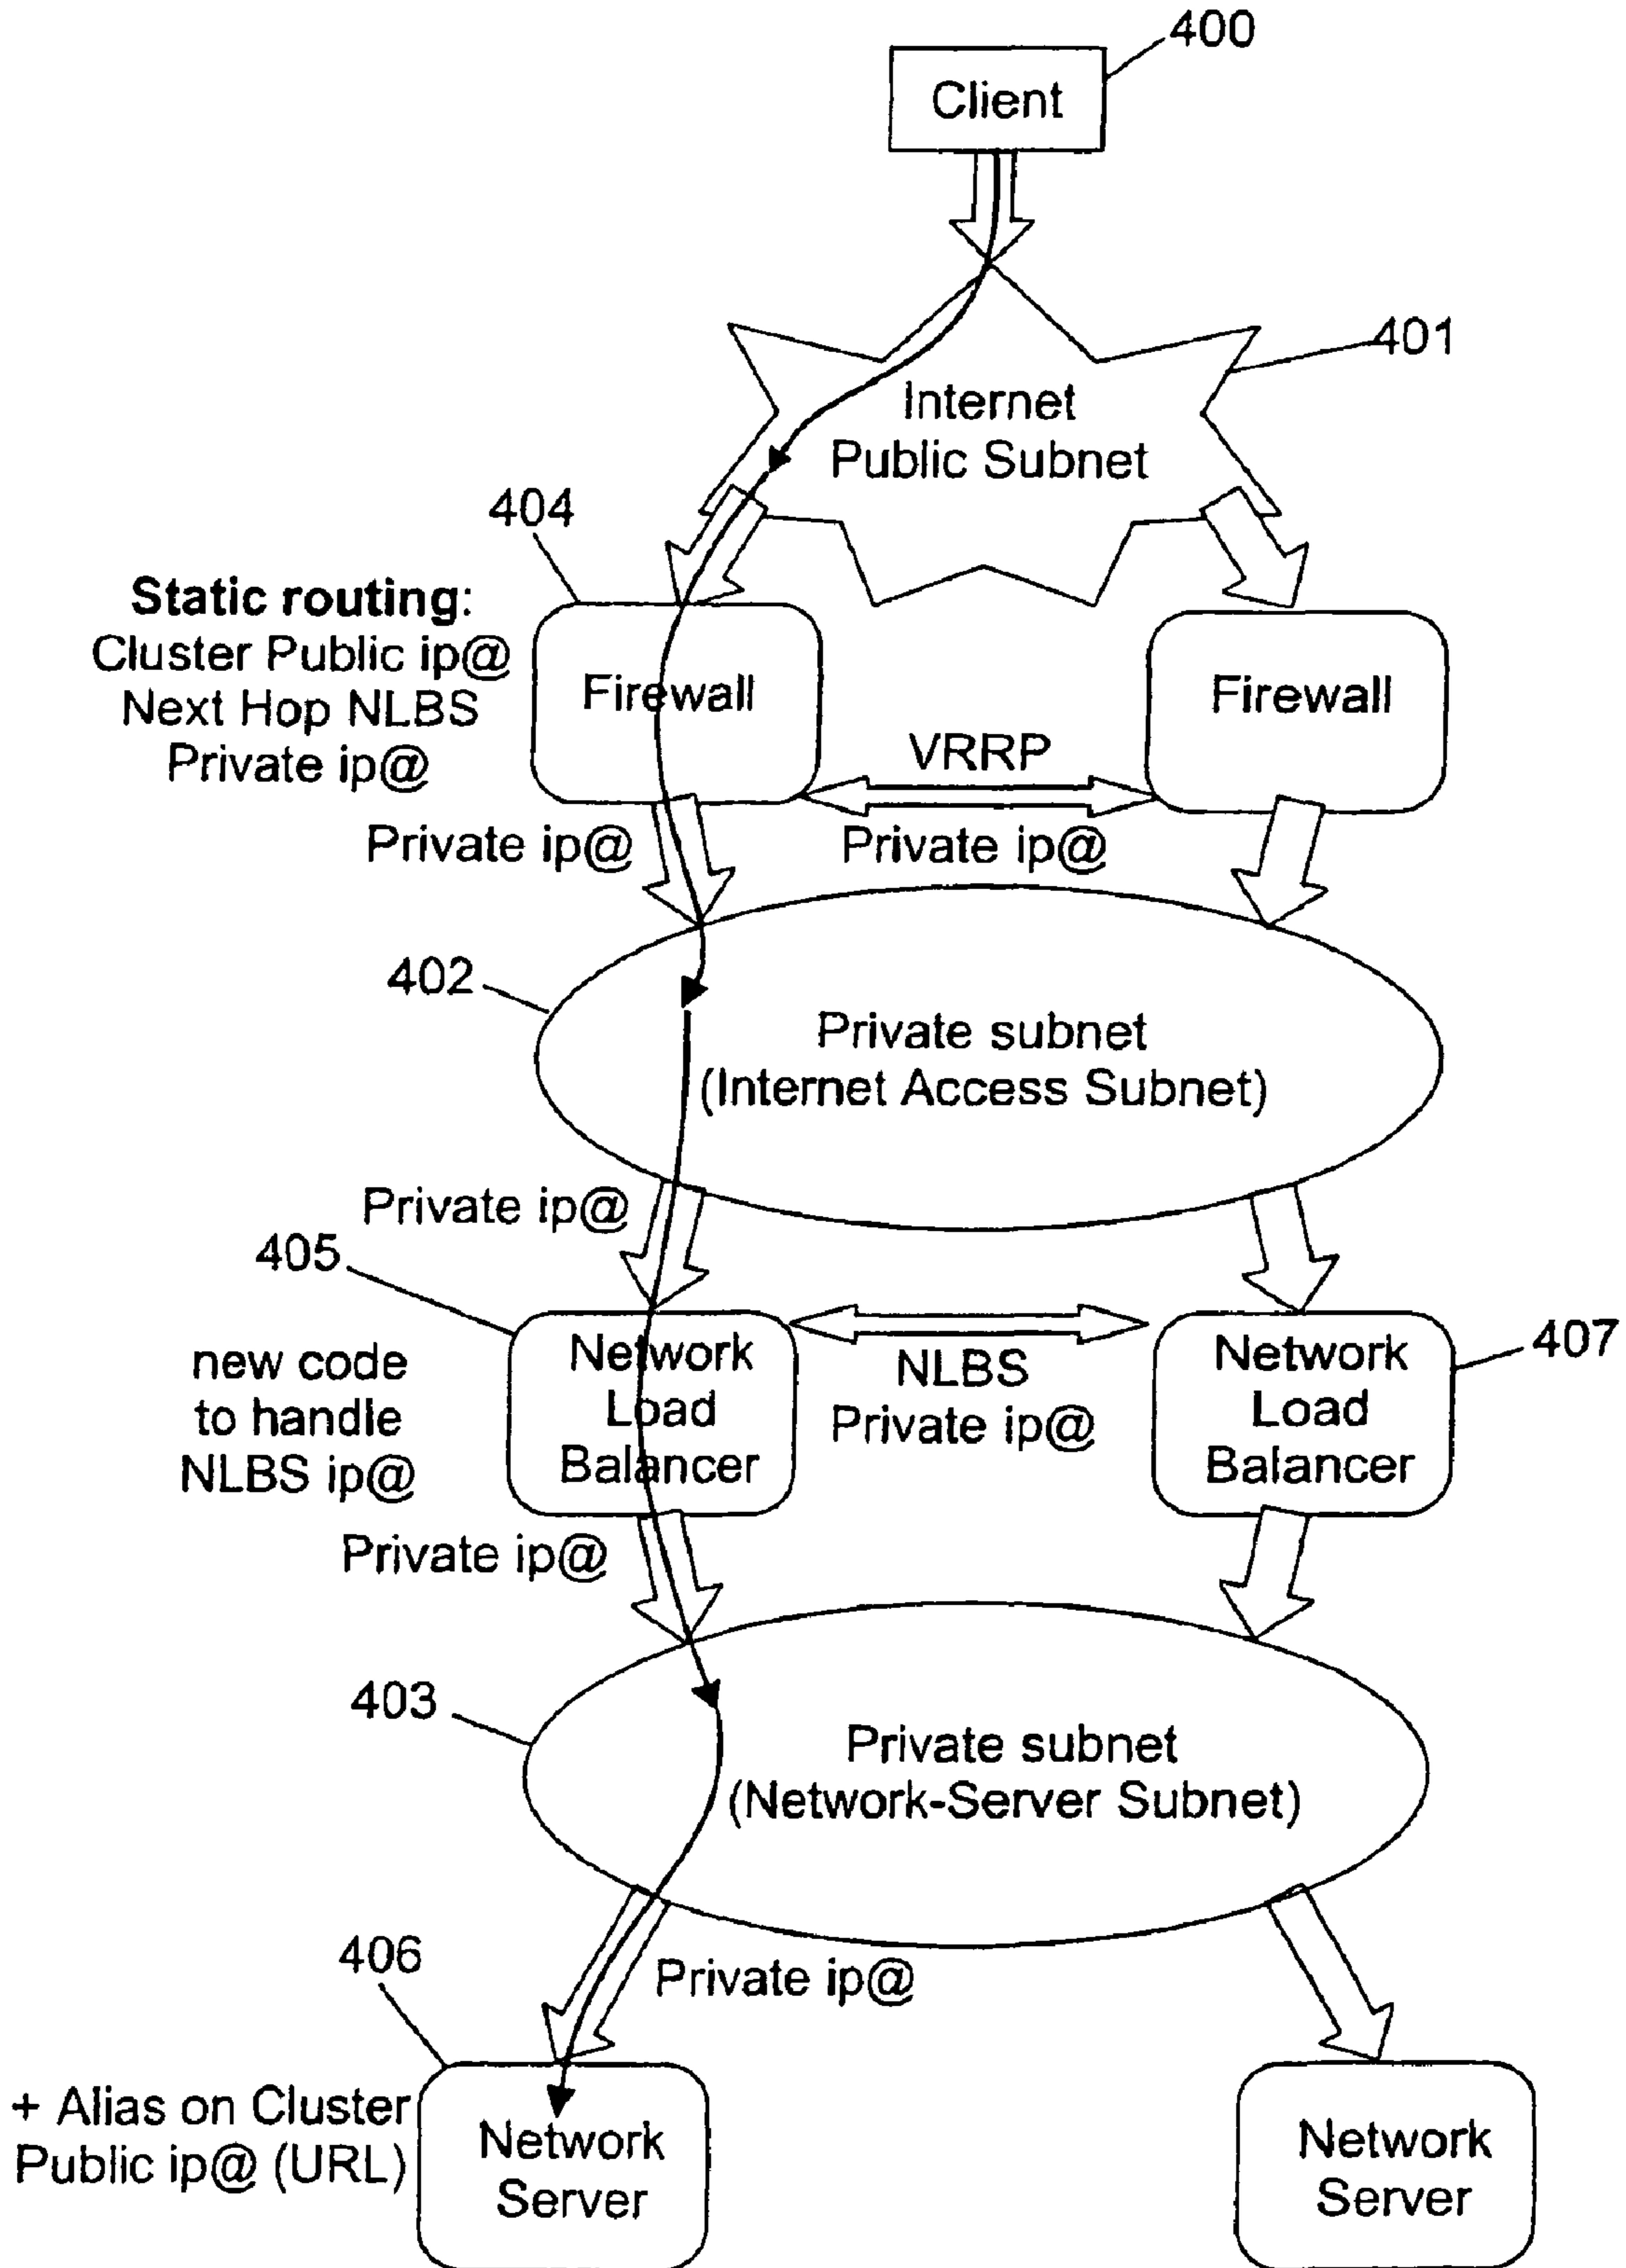 400
Client
401
Internet
Public Subnet
404
Static routing:
Cluster Public ip@
Next Hop NLBS
Private ip@
Firewall
Firewall
VRRP
Private ip@
Private ip@
402
Private subnet
(Internet Access Subnet)
Private ip@
405
new code
to handle
NLBS ip@
Network
Load
Balancer
NLBS
Private ip@
Network
Load
Balancer
407
Private ip@
403
Private subnet
(Network-Server Subnet)
406
Private ip@
+ Alias on Cluster
Public ip@ (URL)
Network
Server
Network
Server